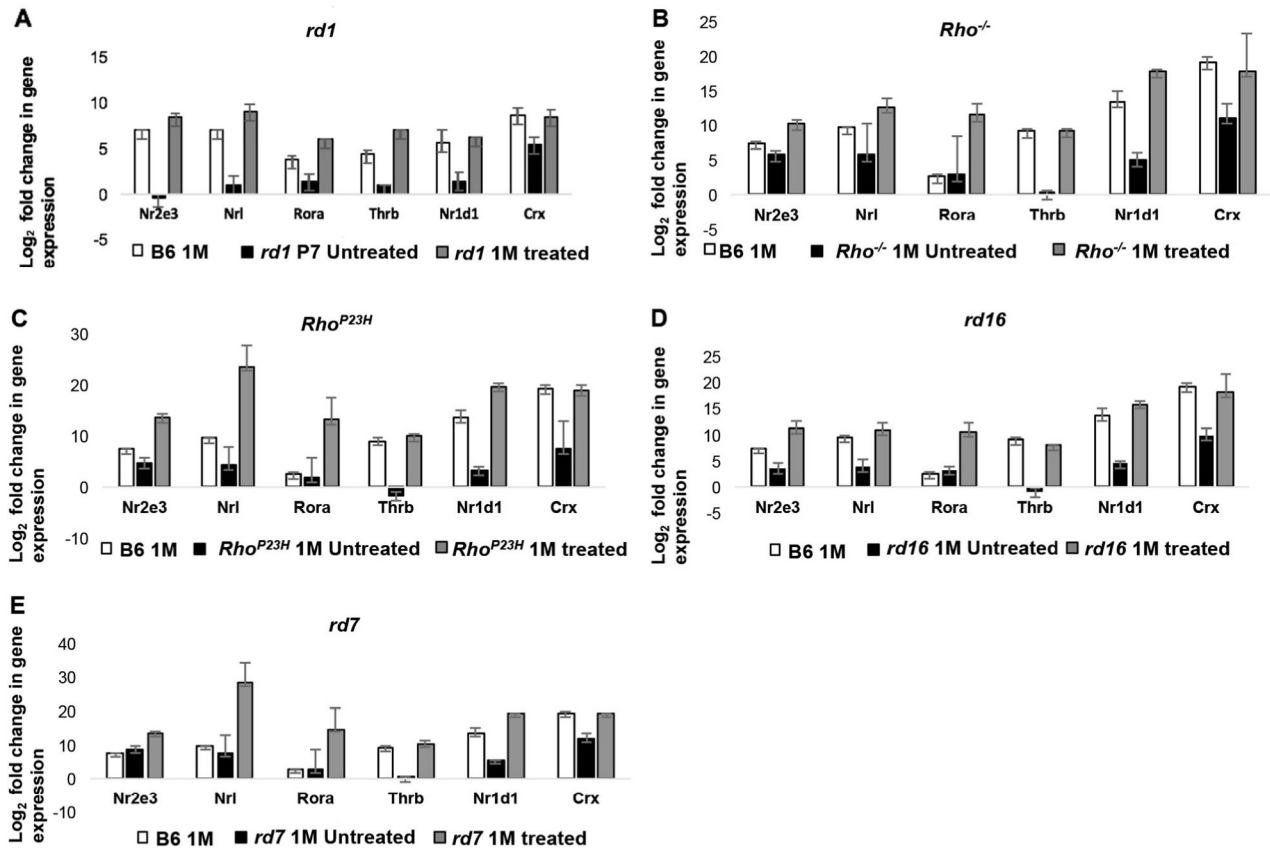 A
rd1
Log2 fold change in gene
expression
15
10
5
0
-5
Nr2e3 Nrl Rora Thrb Nr1d1 Crx
B6 1M rd1 P7 Untreated rd1 1M treated
B
Rho-/-
Log2 fold change in gene
expression
25
20
15
10
5
0
-5
Nr2e3 Nrl Rora Thrb Nr1d1 Crx
B6 1M Rho-/- 1M Untreated Rho-/- 1M treated
C
RhoP23H
Log2 fold change in gene
expression
30
20
10
0
-10
Nr2e3 Nrl Rora Thrb Nr1d1 Crx
B6 1M RhoP23H 1M Untreated RhoP23H 1M treated
D
rd16
Log2 fold change in gene
expression
25
20
15
10
5
0
-5
Nr2e3 Nrl Rora Thrb Nr1d1 Crx
B6 1M rd16 1M Untreated rd16 1M treated
E
rd7
Log2 fold change in gene
expression
40
30
20
10
0
-10
Nr2e3 Nrl Rora Thrb Nr1d1 Crx
B6 1M rd7 1M Untreated rd7 1M treated